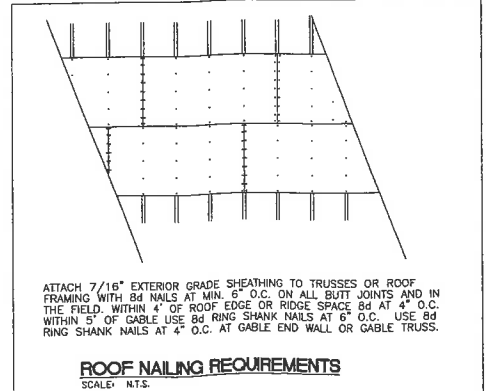 ATTACH 7/16" EXTERIOR GRADE SHEATHING TO TRUSSES OR ROOF
FRAMING WITH 8d NAILS AT MIN. 6" O.C. ON ALL BUTT JOINTS AND IN
THE FIELD. WITHIN 4' OF ROOF EDGE OR RIDGE SPACE 8d AT 4" O.C.
WITHIN 5' OF GABLE USE 8d RING SHANK NAILS AT 6" O.C. USE 8d
RING SHANK NAILS AT 4" O.C. AT GABLE END WALL OR GABLE TRUSS.
ROOF NAILING REQUIREMENTS
SCALE: N.T.S.